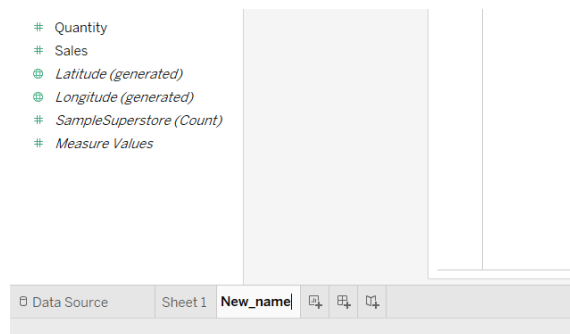 Quantity
Sales
Latitude (generated)
Longitude (generated)
SampleSuperstore (Count)
Measure Values
Data Source Sheet 1 New_name